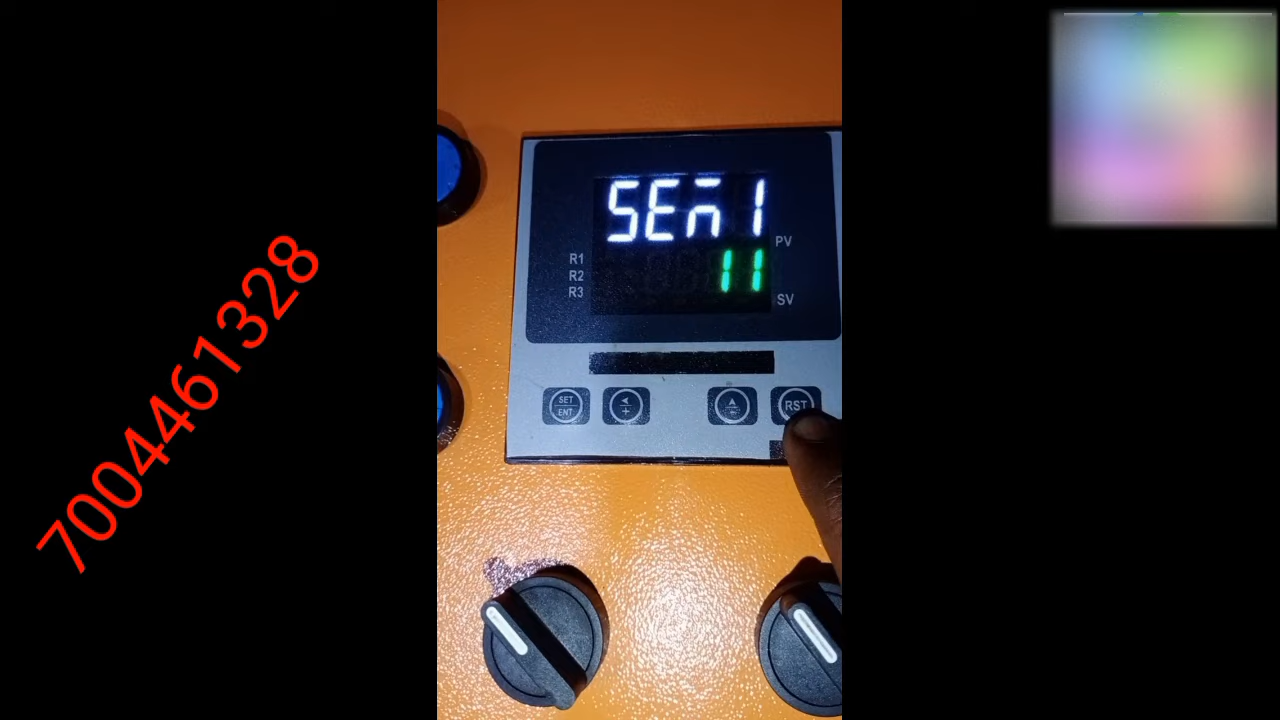 7004461328
SEM1
PV
11
R1
R2
R3
SV
SET
ENT
RST